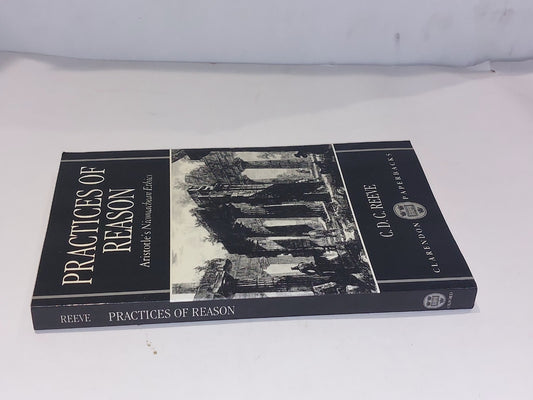 PRACTICES OF
REASON
Aristotle's Nicomachean Ethics
C. D. C. REEVE
CLARENDON PAPERBACKS
REEVE PRACTICES OF REASON